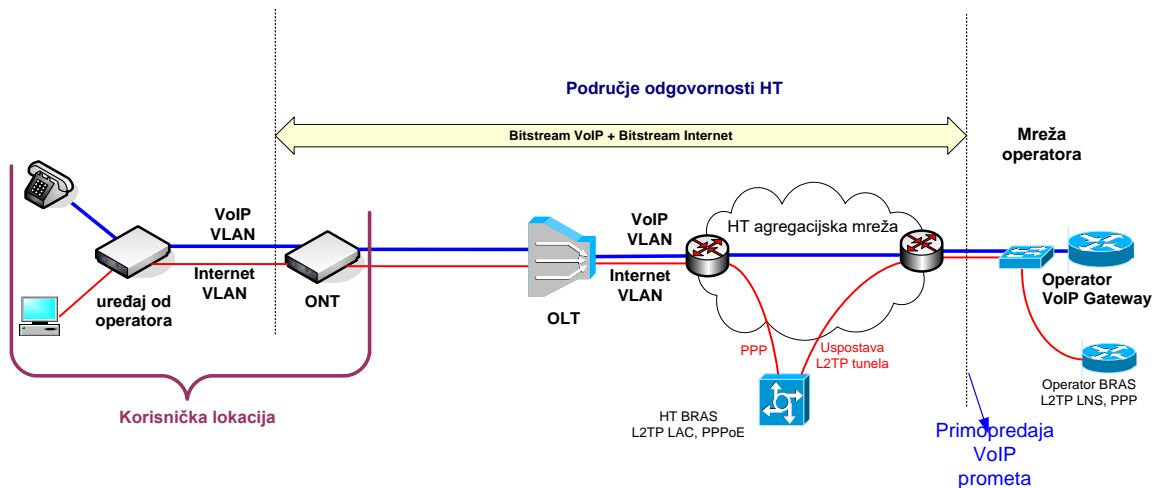 Područje odgovornosti HT
Bitstream VoIP + Bitstream Internet
Mreža
operatora
VoIP
VLAN
Internet
VLAN
uređaj od
operatora
ONT
OLT
VoIP
VLAN
Internet
VLAN
HT agregacijska mreža
Operator
VoIP Gateway
PPP
Uspostava
L2TP tunela
HT BRAS
L2TP LAC, PPPoE
Operator BRAS
L2TP LNS, PPP
Korisnička lokacija
Primopredaja
VoIP
prometa